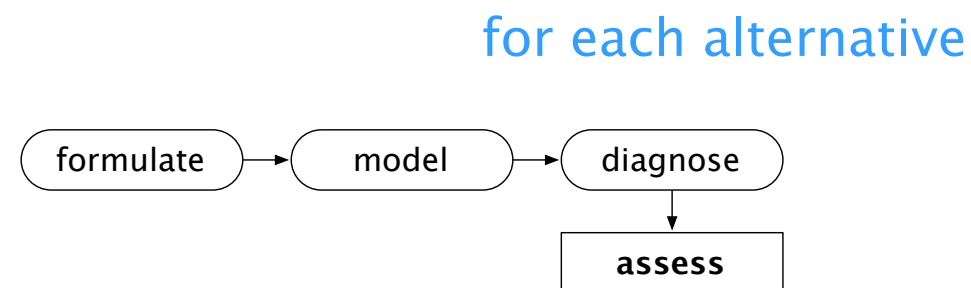 for each alternative
formulate
model
diagnose
assess